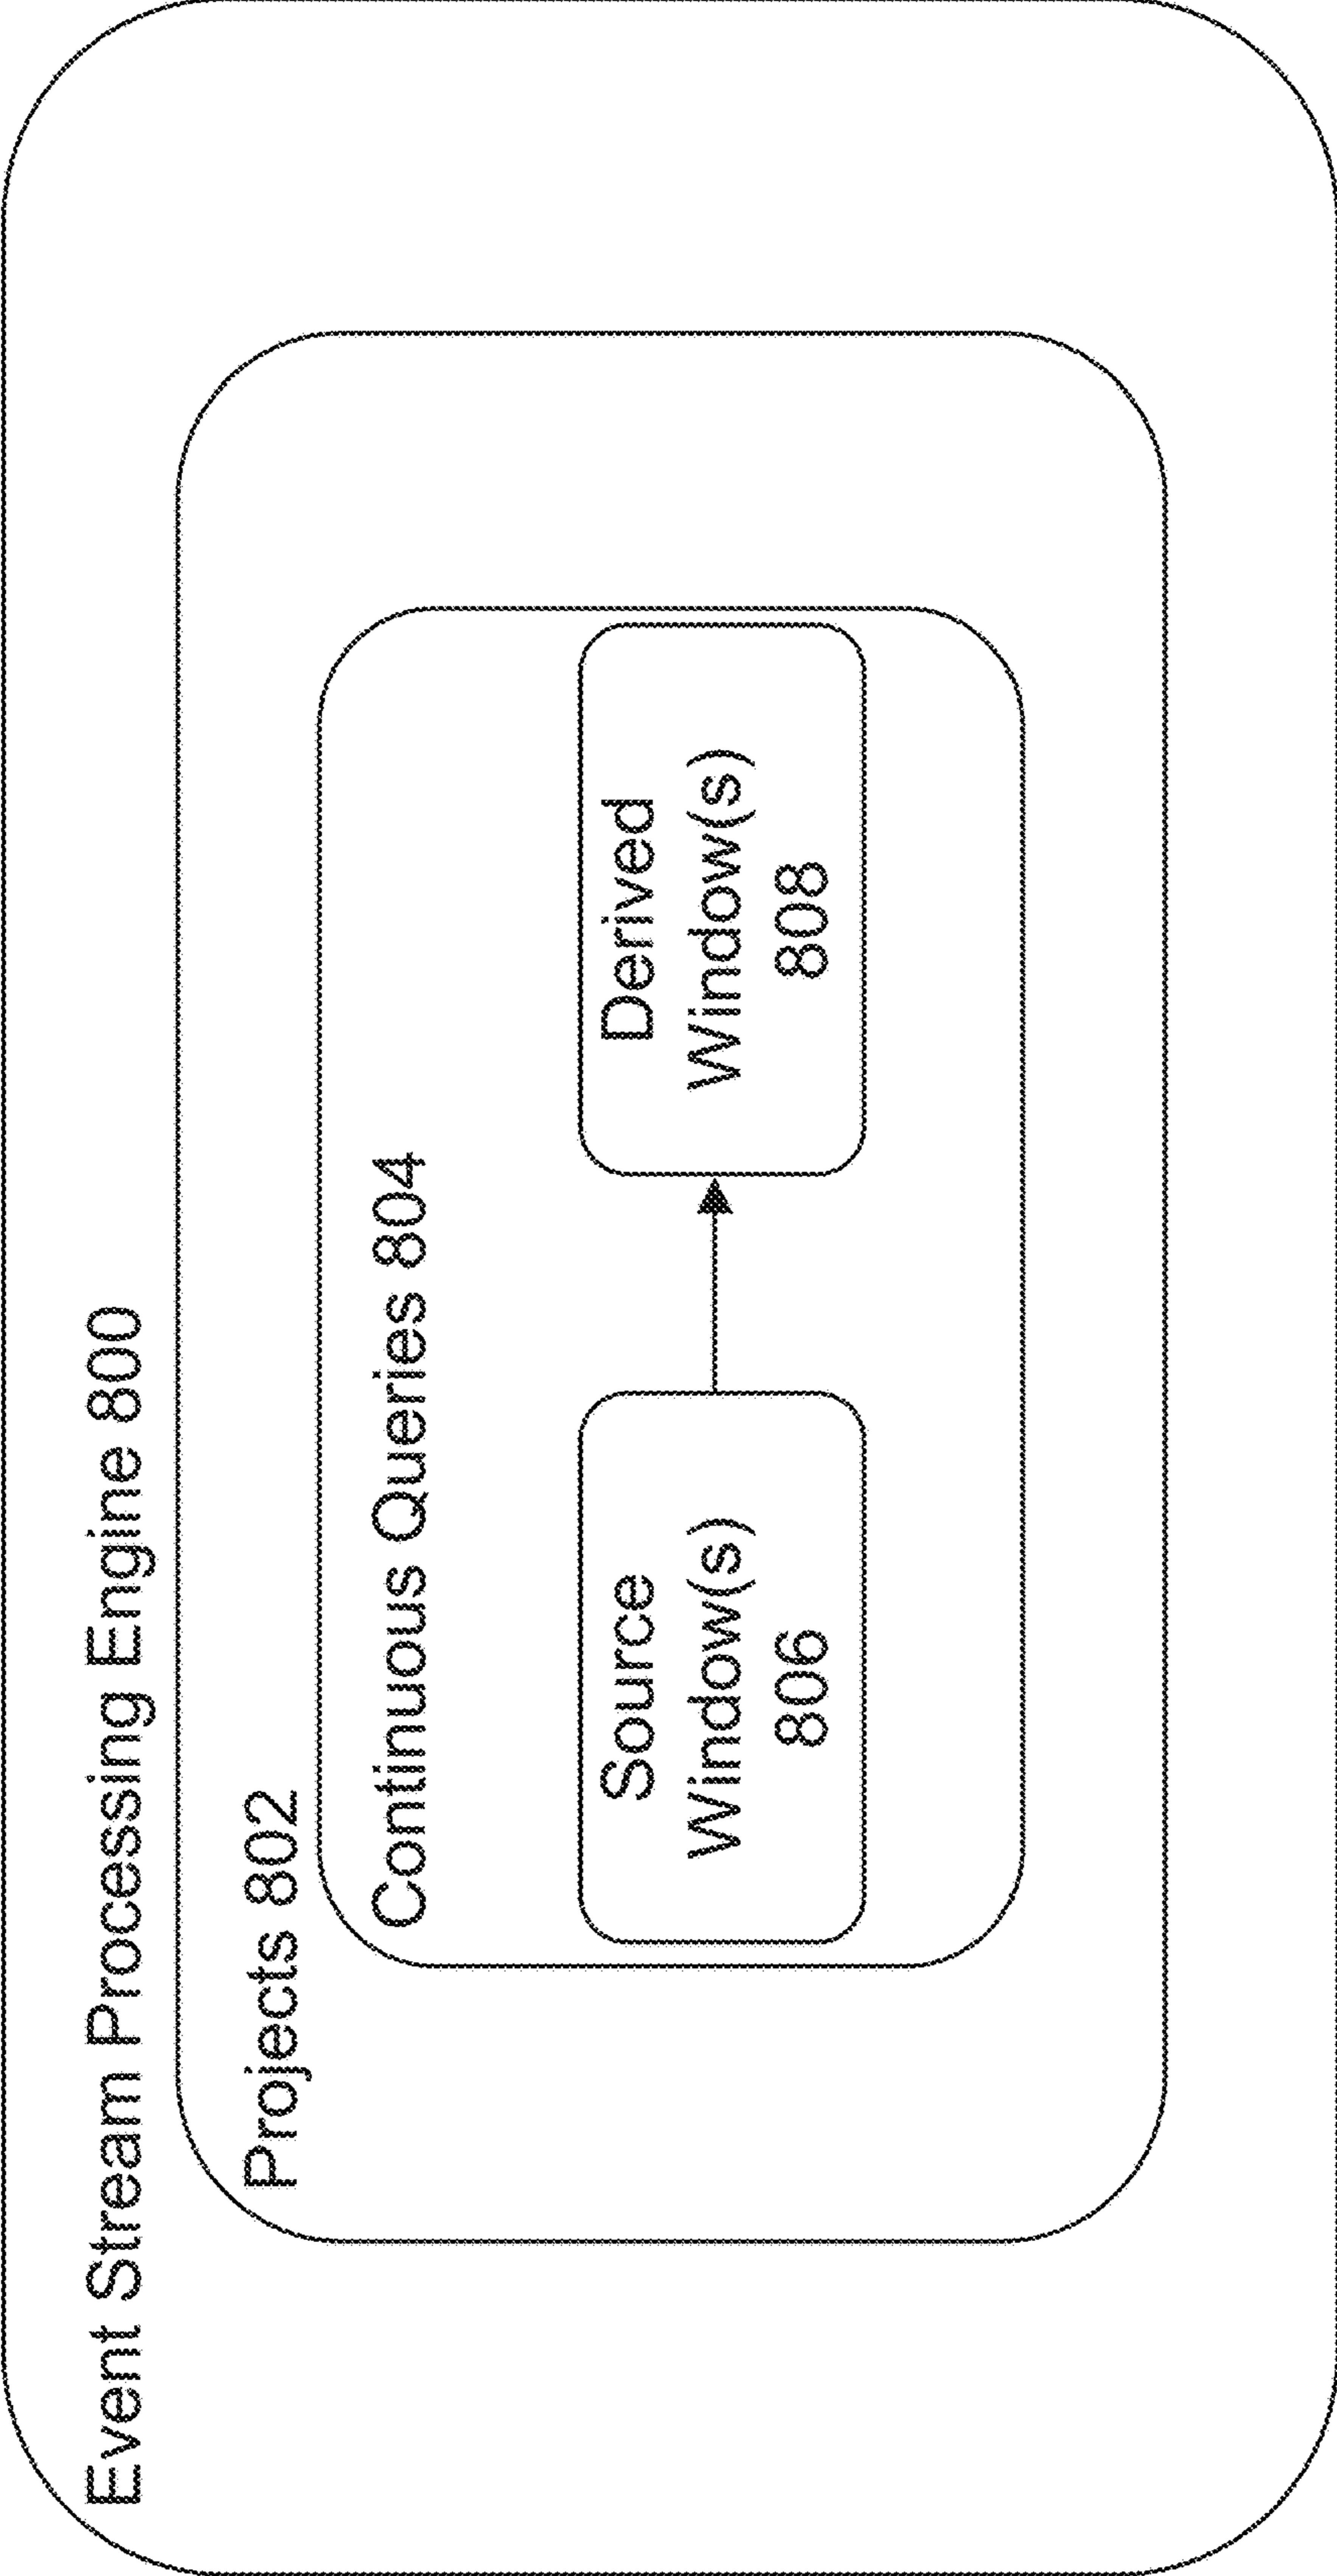 Event Stream Processing Engine 800
Projects 802
Continuous Queries 804
Source
Window(s)
806
Derived
Window(s)
808